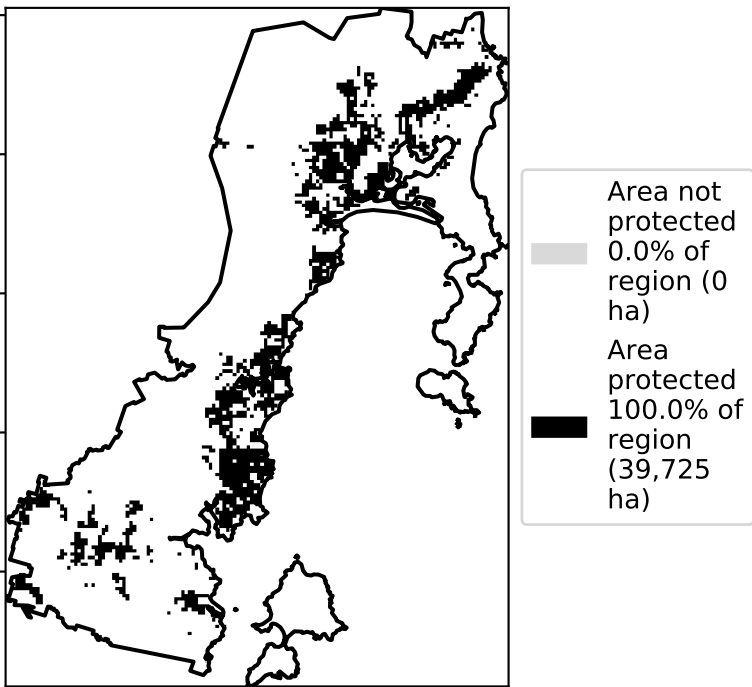 Area not
protected
0.0% of
region (0
ha)
Area
protected
100.0% of
region
(39,725
ha)